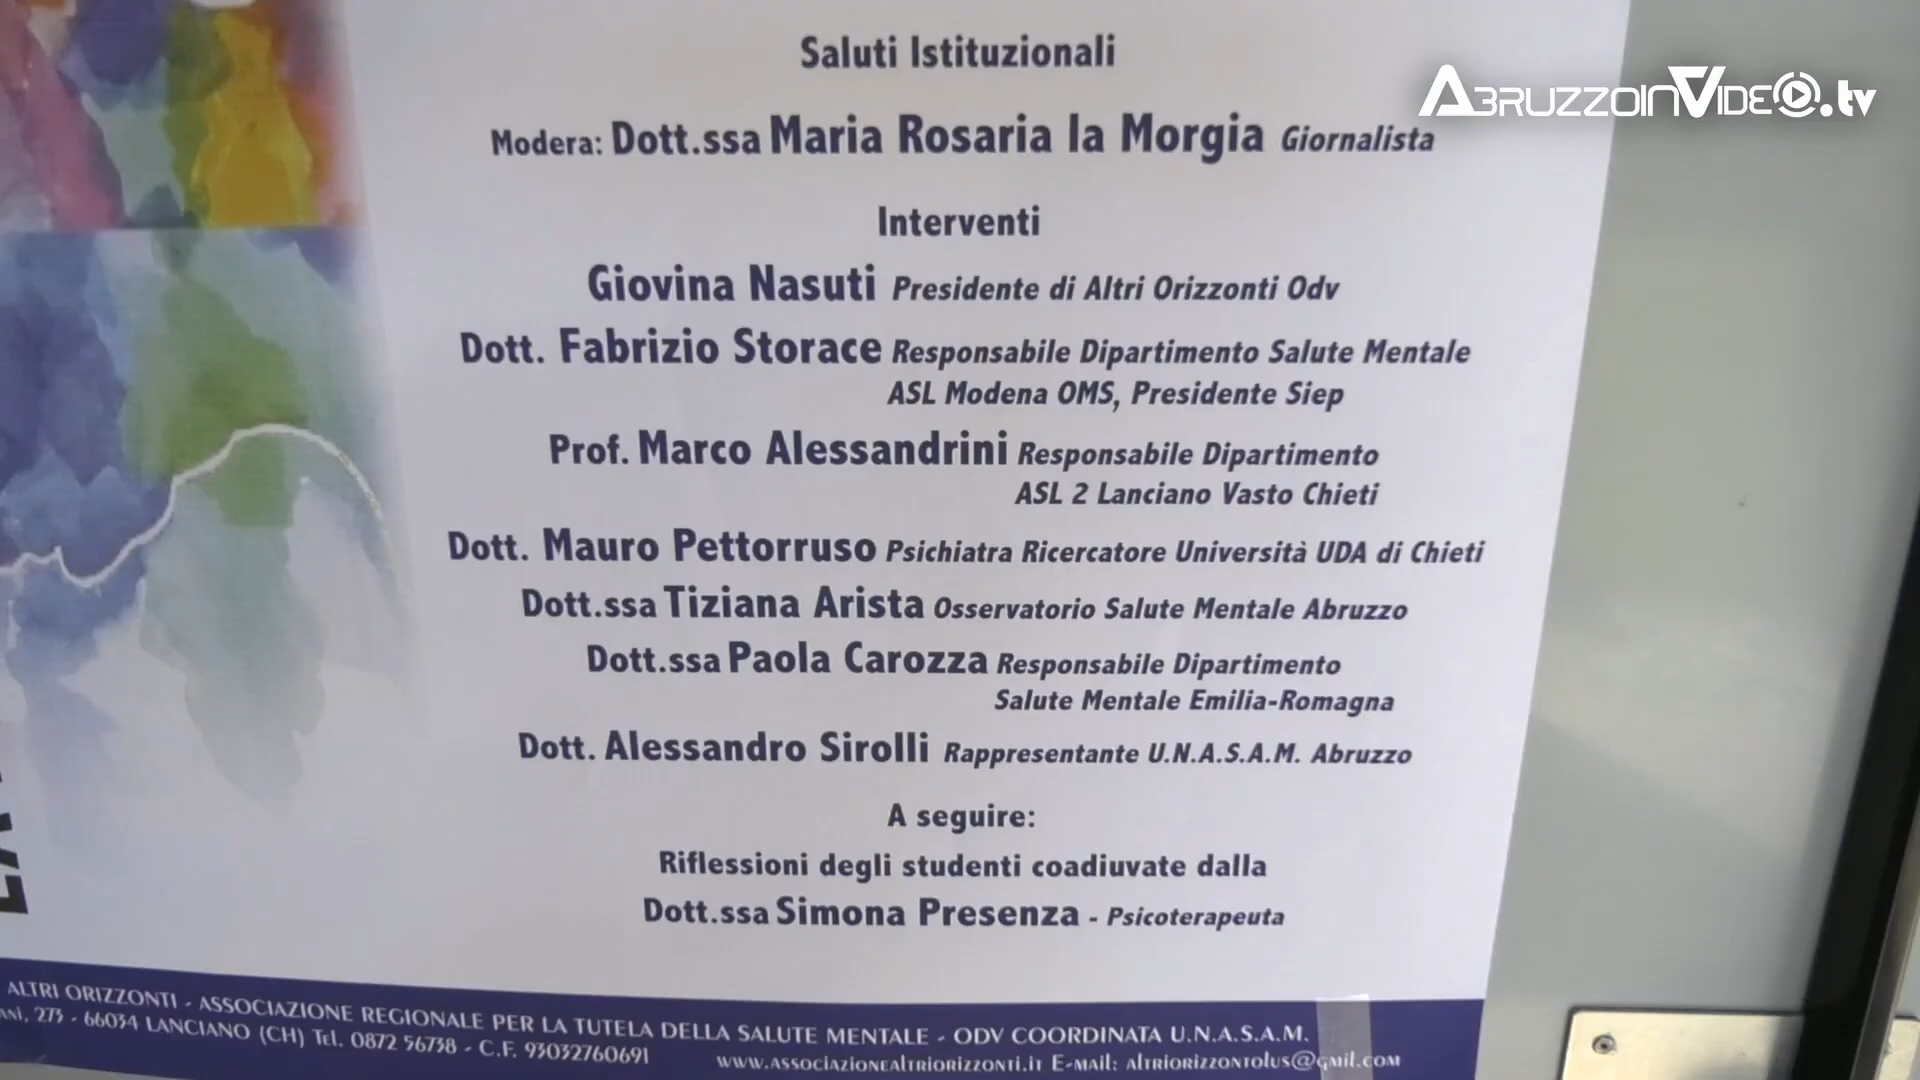 Saluti Istituzionali
ABRUZZOINVIDEO.tv
Modera: Dott.ssa Maria Rosaria la Morgia Giornalista
Interventi
Giovina Nasuti Presidente di Altri Orizzonti Odv
Dott. Fabrizio Storace Responsabile Dipartimento Salute Mentale
ASL Modena OMS, Presidente Siep
Prof. Marco Alessandrini Responsabile Dipartimento
ASL 2 Lanciano Vasto Chieti
Dott. Mauro Pettorruso Psichiatra Ricercatore Università UDA di Chieti
Dott.ssa Tiziana Arista Osservatorio Salute Mentale Abruzzo
Dott.ssa Paola Carozza Responsabile Dipartimento
Salute Mentale Emilia-Romagna
Dott. Alessandro Sirolli Rappresentante U.N.A.S.A.M. Abruzzo
A seguire:
Riflessioni degli studenti coadiuvate dalla
Dott.ssa Simona Presenza - Psicoterapeuta
ALTRI ORIZZONTI - ASSOCIAZIONE REGIONALE PER LA TUTELA DELLA SALUTE MENTALE - ODV COORDINATA U.N.A.S.A.M.
273 - 66034 LANCIANO (CH) Tel. 0872 56738 - C.F. 93032760691
www.associazionealtriorizzonti.it E-mail: altriorizzontolus@gmil.com